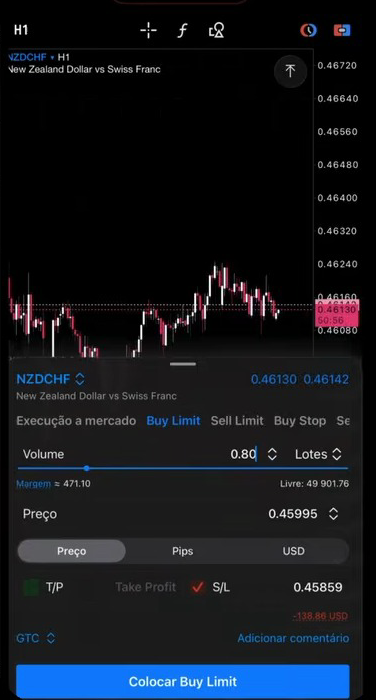 H1
NZDCHF • H1
New Zealand Dollar vs Swiss Franc
0.46720
0.46640
0.46560
0.46480
0.46400
0.46320
0.46240
0.46160
0.46142
0.46130
50:56
0.46080
NZDCHF
0.46130 0.46142
New Zealand Dollar vs Swiss Franc
Execução a mercado Buy Limit Sell Limit Buy Stop Se
Volume 0.80 Lotes
Margem ≈ 471.10 Livre: 49 901.76
Preço 0.45995
Preço Pips USD
T/P Take Profit S/L 0.45859
-138.86 USD
GTC Adicionar comentário
Colocar Buy Limit